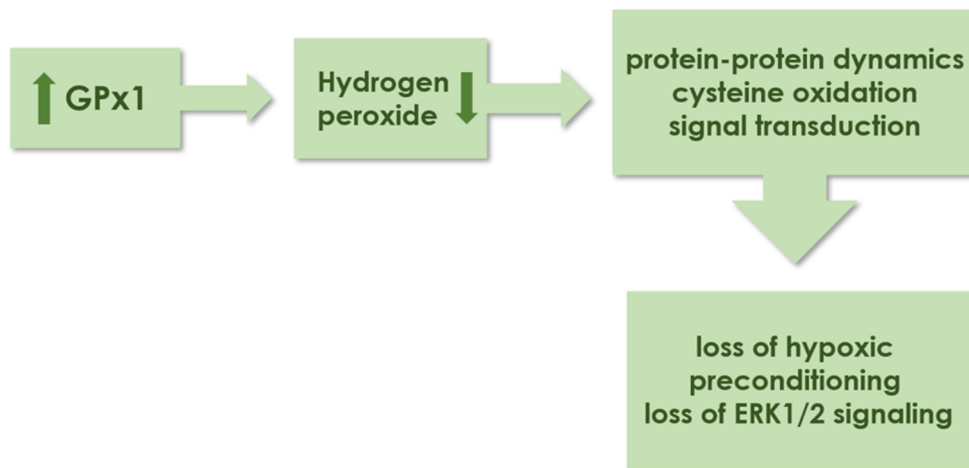 GPx1
Hydrogen
peroxide
protein-protein dynamics
cysteine oxidation
signal transduction
loss of hypoxic
preconditioning
loss of ERK1/2 signaling